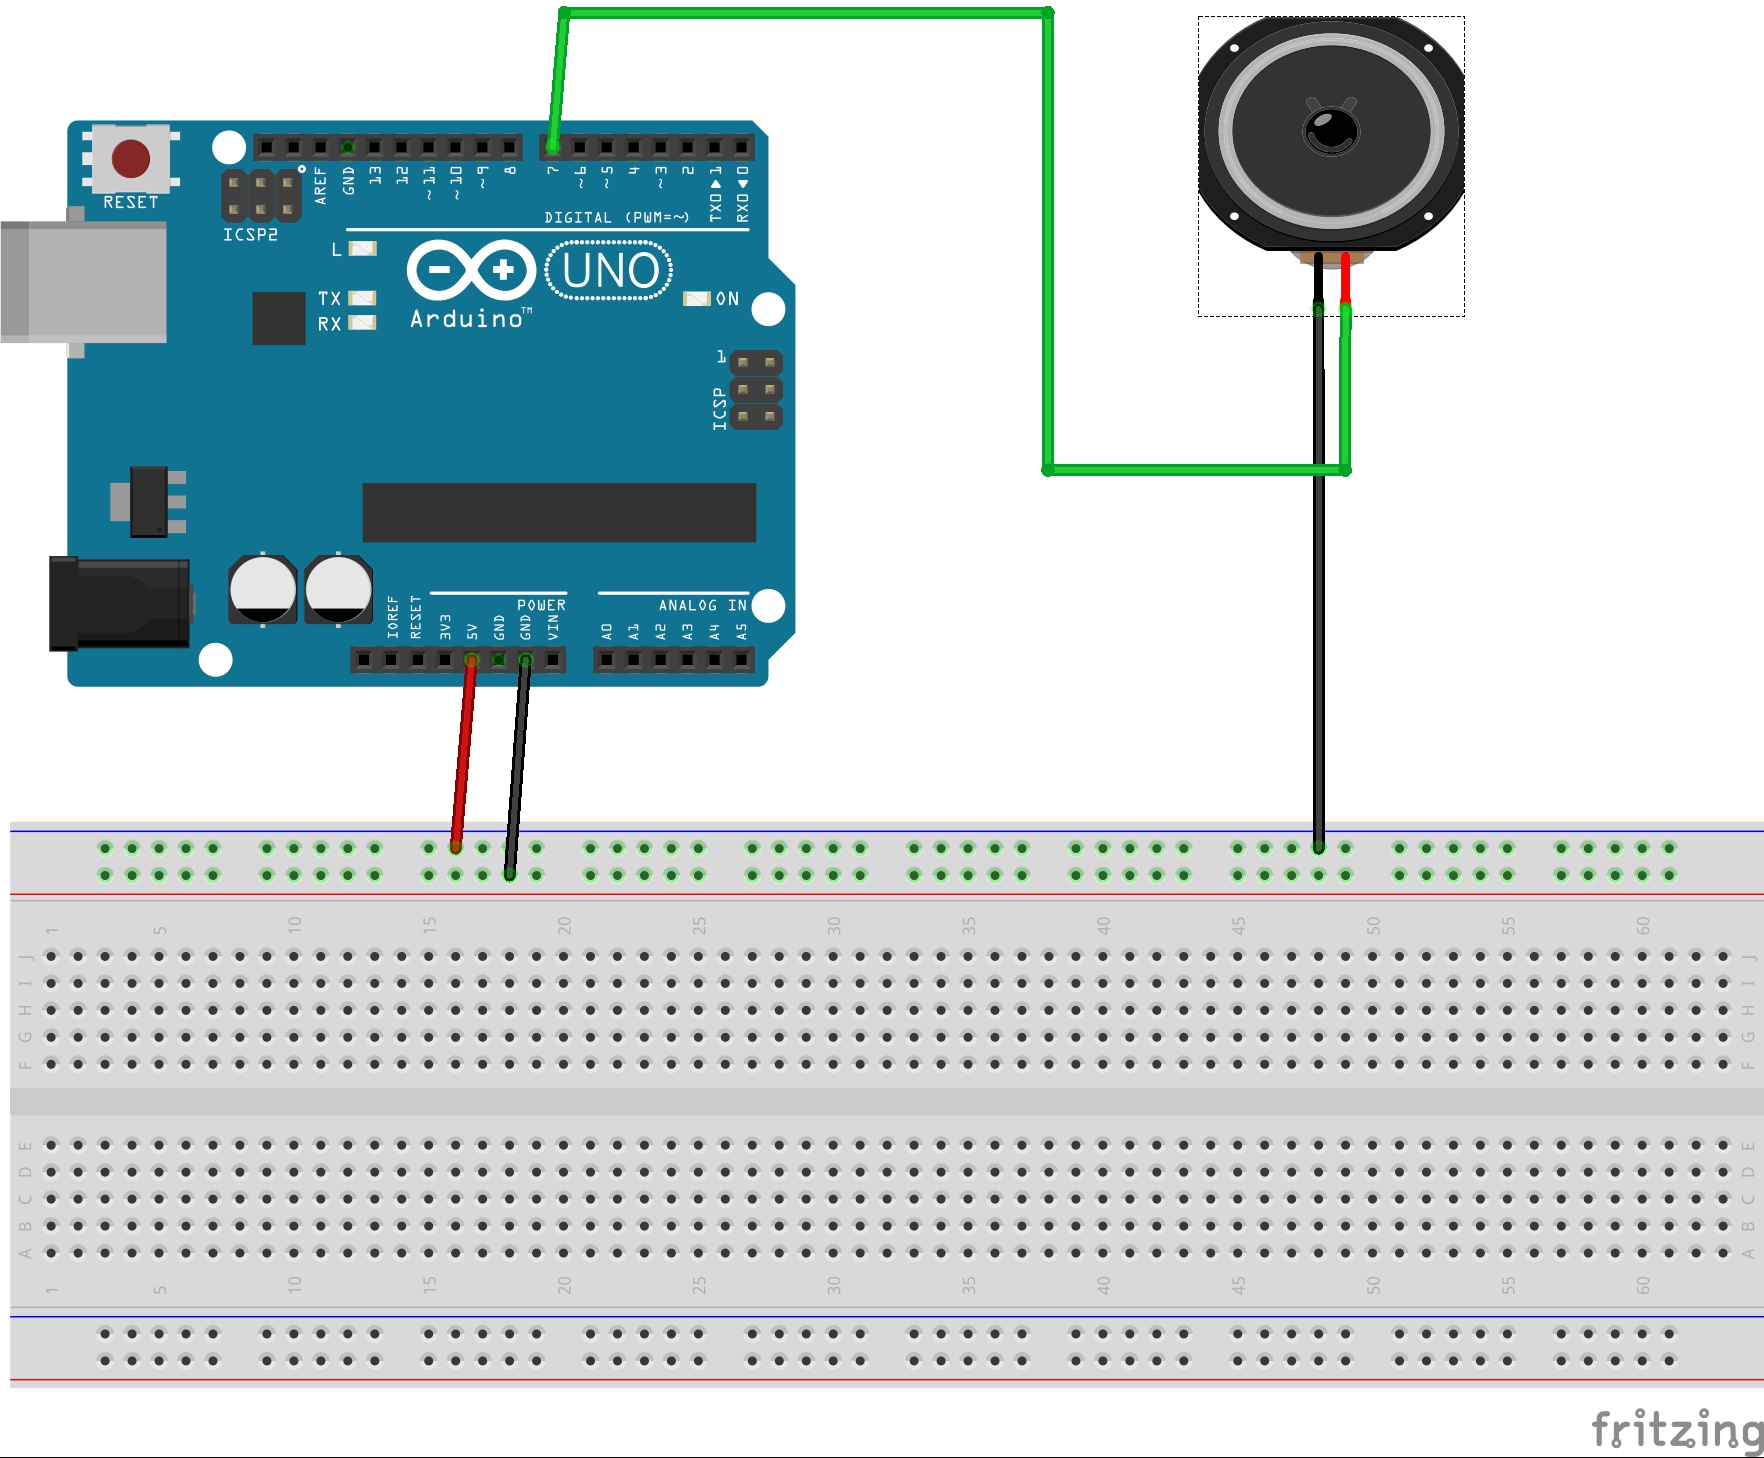 RESET
ICSP2
AREF
GND
13
12
~11
~10
~9
8
7
~6
~5
4
~3
2
TXO▶1
RXO◀0
DIGITAL (PWM=~)
L
TX
RX
Arduino™
UNO
ON
1
ICSP
IOREF
RESET
3V3
5V
GND
GND
VIN
POWER
ANALOG IN
A0
A1
A2
A3
A4
A5
1 5 10 15 20 25 30 35 40 45 50 55 60
J J
I I
H H
G G
F F
E E
D D
C C
B B
A A
1 5 10 15 20 25 30 35 40 45 50 55 60
fritzing